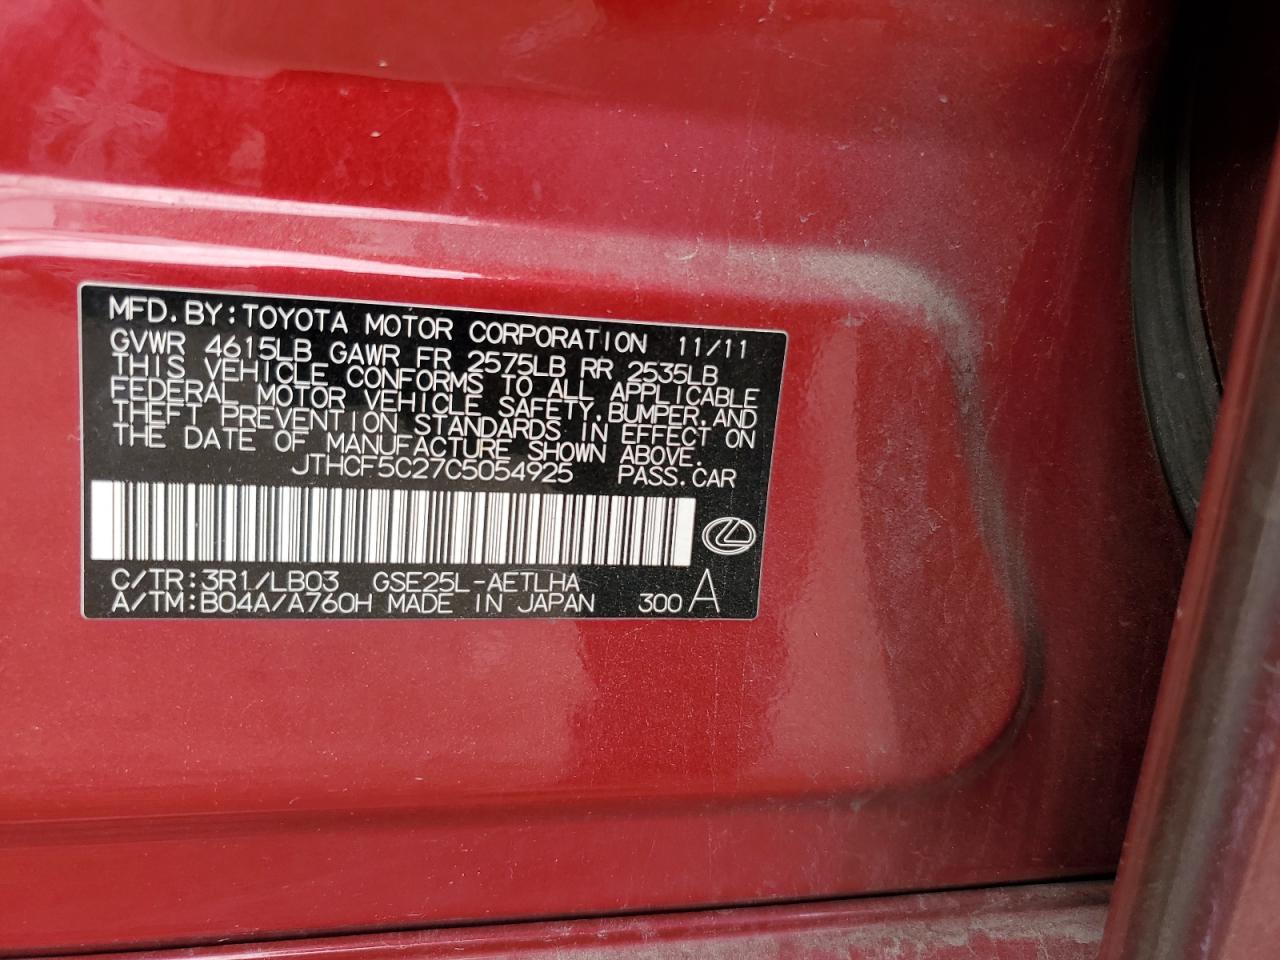 MFD.BY:TOYOTA MOTOR CORPORATION 11/11
GVWR 4615LB GAWR FR 2575LB RR 2535LB
THIS VEHICLE CONFORMS TO ALL APPLICABLE
FEDERAL MOTOR VEHICLE SAFETY,BUMPER,AND
THEFT PREVENTION STANDARDS IN EFFECT ON
THE DATE OF MANUFACTURE SHOWN ABOVE.
JTHCF5C27C5054925 PASS.CAR
C/TR:3R1/LB03 GSE25L-AETLHA
A/TM:B04A/A760H MADE IN JAPAN 300 A